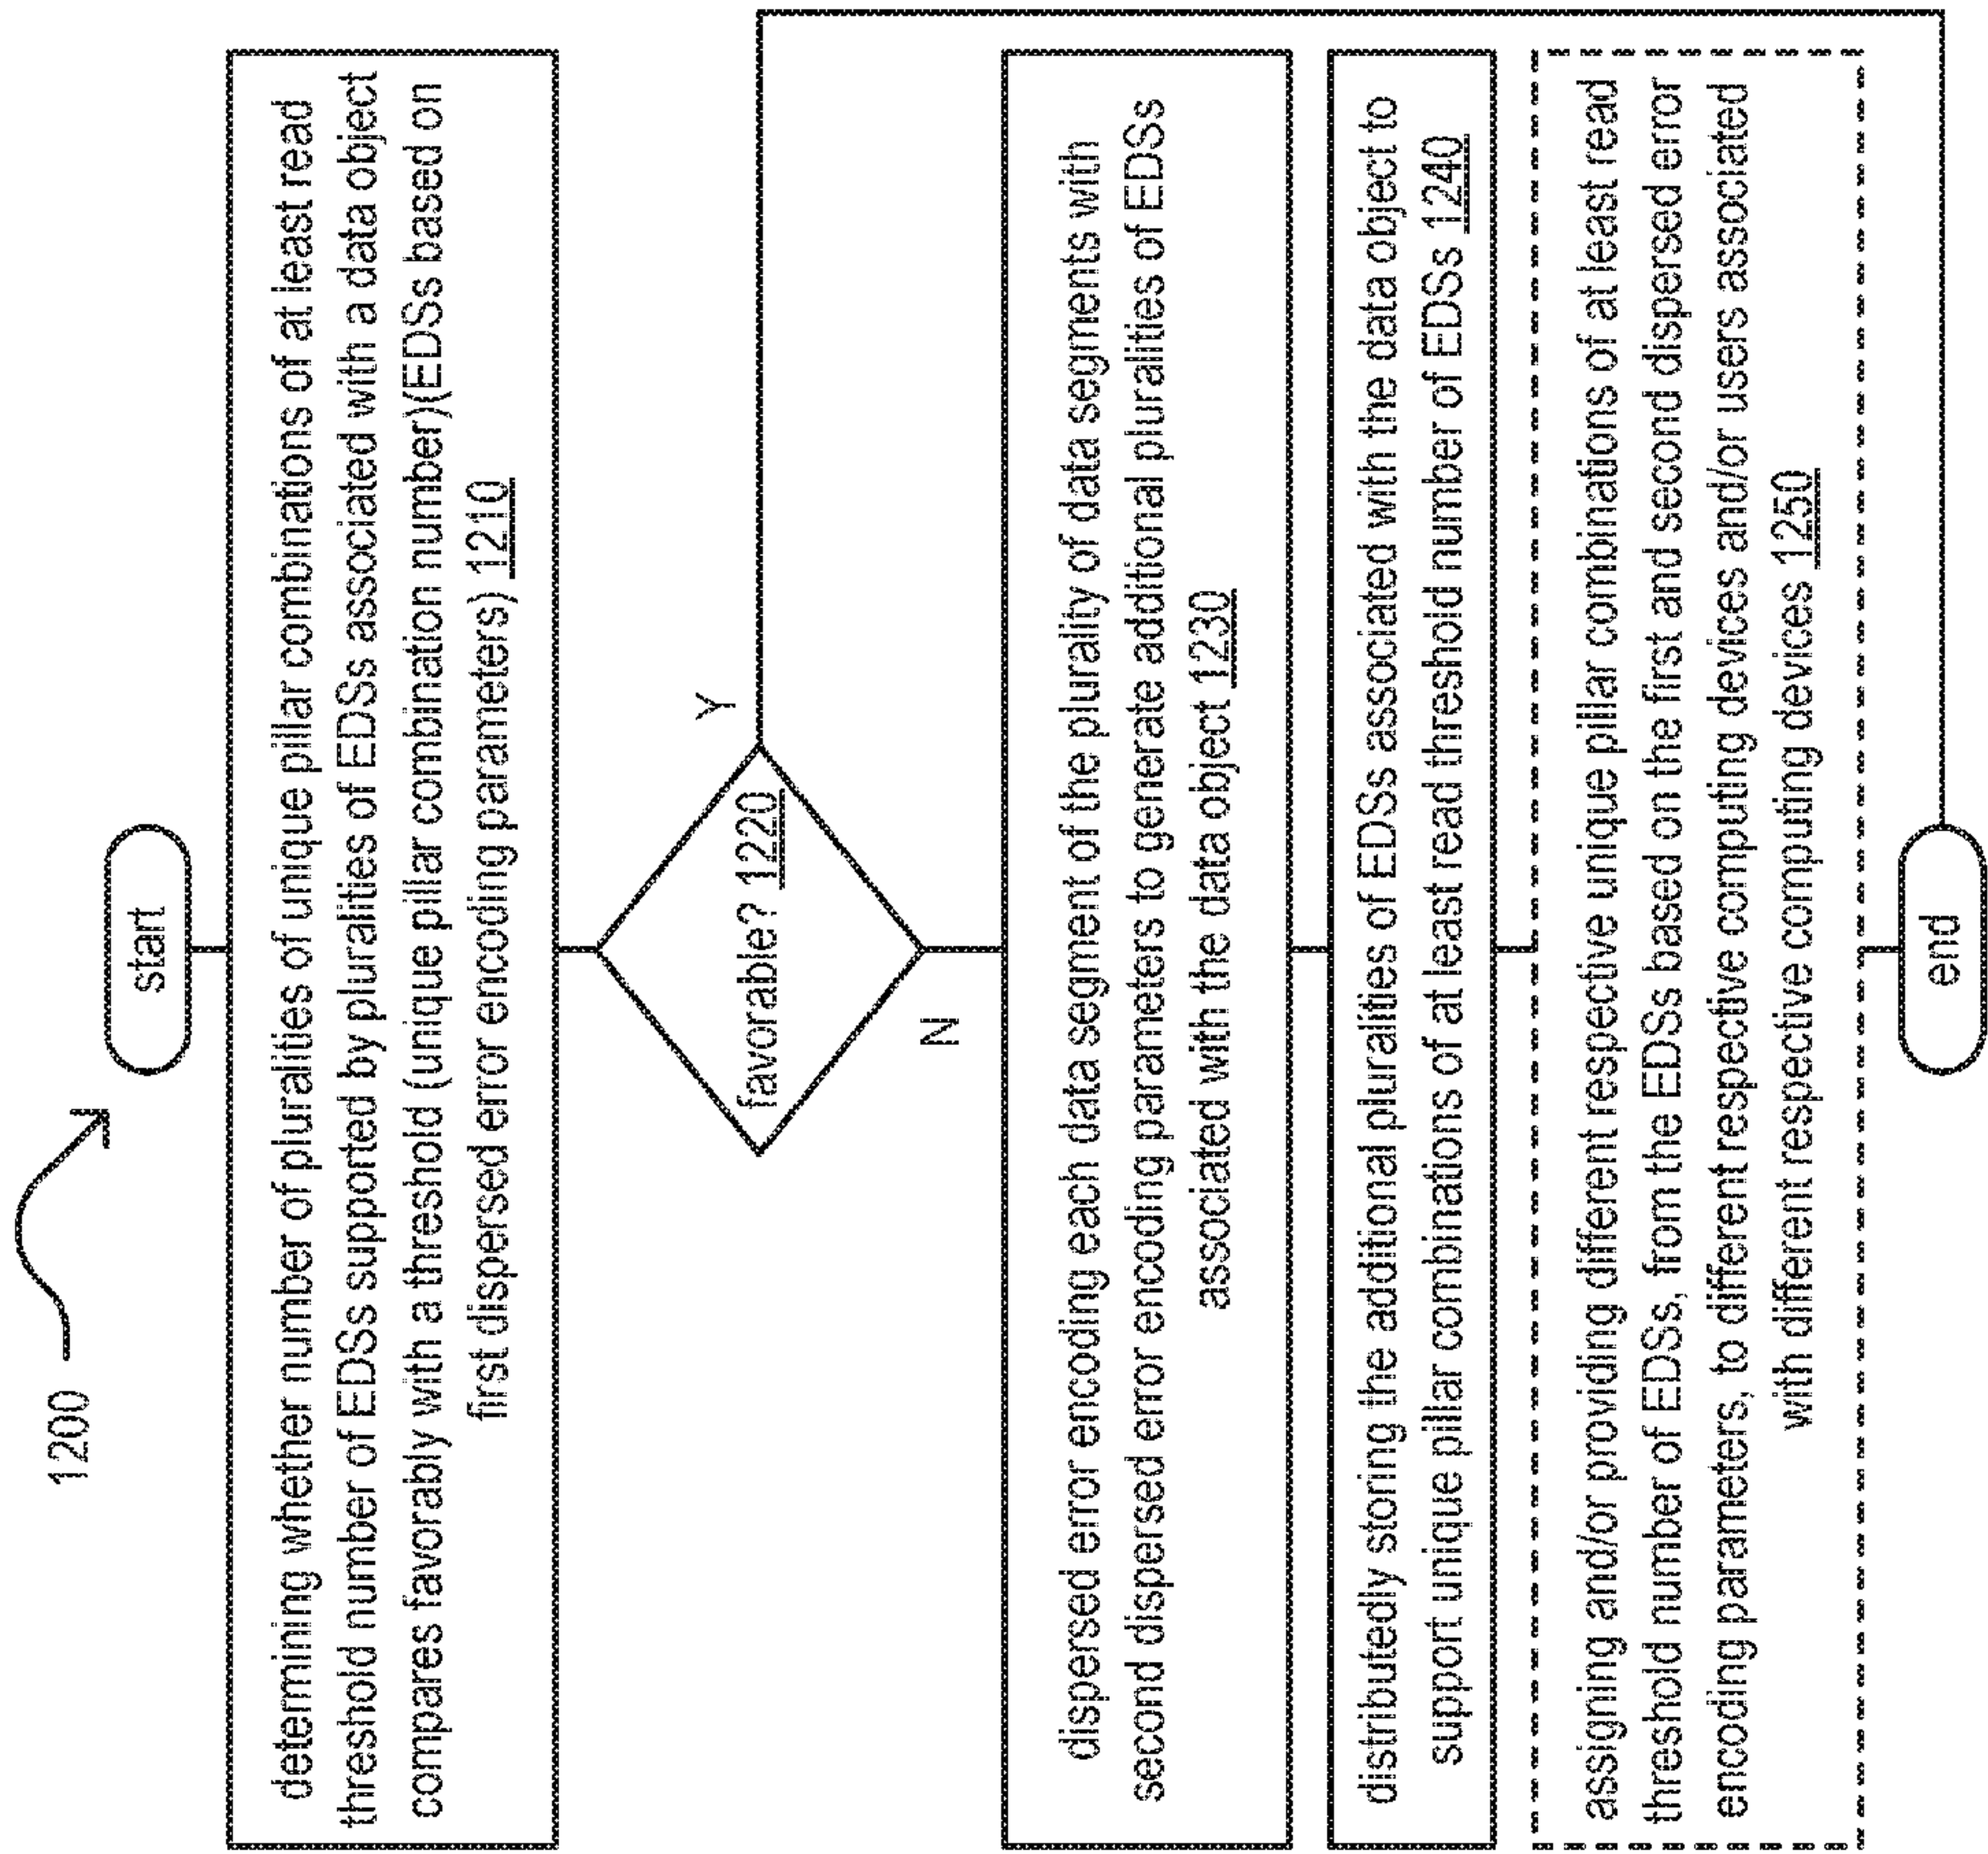 1200
start
determining whether number of pluralities of unique pillar combinations of at least read
threshold number of EDSs supported by pluralities of EDSs associated with a data object
compares favorably with a threshold (unique pillar combination number)(EDSs based on
first dispersed error encoding parameters) 1210
favorable? 1220
Y
N
dispersed error encoding each data segment of the plurality of data segments with
second dispersed error encoding parameters to generate additional pluralities of EDSs
associated with the data object 1230
distributedly storing the additional pluralities of EDSs associated with the data object to
support unique pillar combinations of at least read threshold number of EDSs 1240
assigning and/or providing different respective unique pillar combinations of at least read
threshold number of EDSs, from the EDSs based on the first and second dispersed error
encoding parameters, to different respective computing devices and/or users associated
with different respective computing devices 1250
end